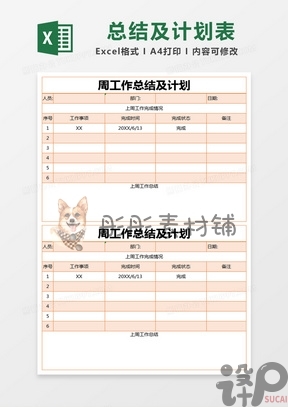 总结及计划表
Excel格式 | A4打印 | 内容可修改
周工作总结及计划
人员: 部门: 日期:
上周工作完成情况
序号 工作事项 完成时间 完成状态 备注
1 XX 20XX/6/13 完成
2
3
4
5
6
上周工作总结
彤彤素材铺
周工作总结及计划
人员: 部门: 日期:
上周工作完成情况
序号 工作事项 完成时间 完成状态 备注
1 XX 20XX/6/13 完成
2
3
4
5
6
上周工作总结
设计
SUCAI